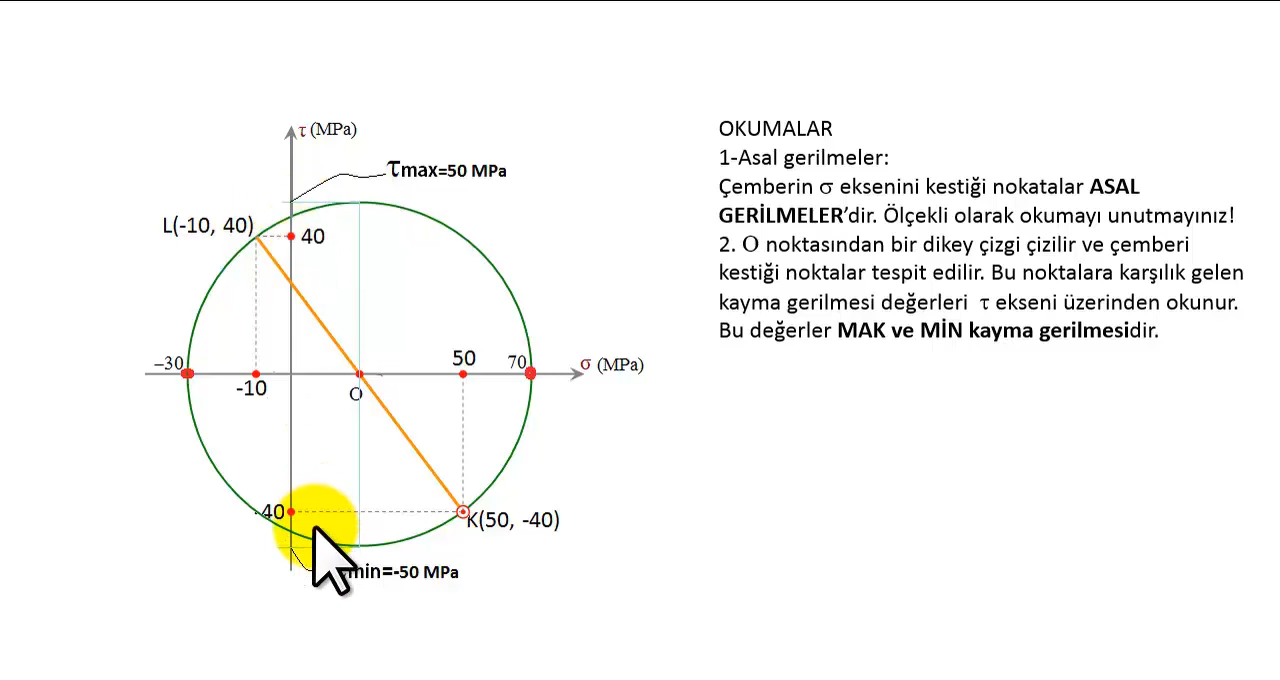 OKUMALAR
1-Asal gerilmeler:
Çemberin σ eksenini kestiği nokatalar ASAL
GERİLMELER’dir. Ölçekli olarak okumayı unutmayınız!
2. O noktasından bir dikey çizgi çizilir ve çemberi
kestiği noktalar tespit edilir. Bu noktalara karşılık gelen
kayma gerilmesi değerleri τ ekseni üzerinden okunur.
Bu değerler MAK ve MİN kayma gerilmesidir.
τ (MPa)
τmax=50 MPa
L(-10, 40)
40
–30
50
70
σ (MPa)
-10
O
-40
K(50, -40)
min=-50 MPa